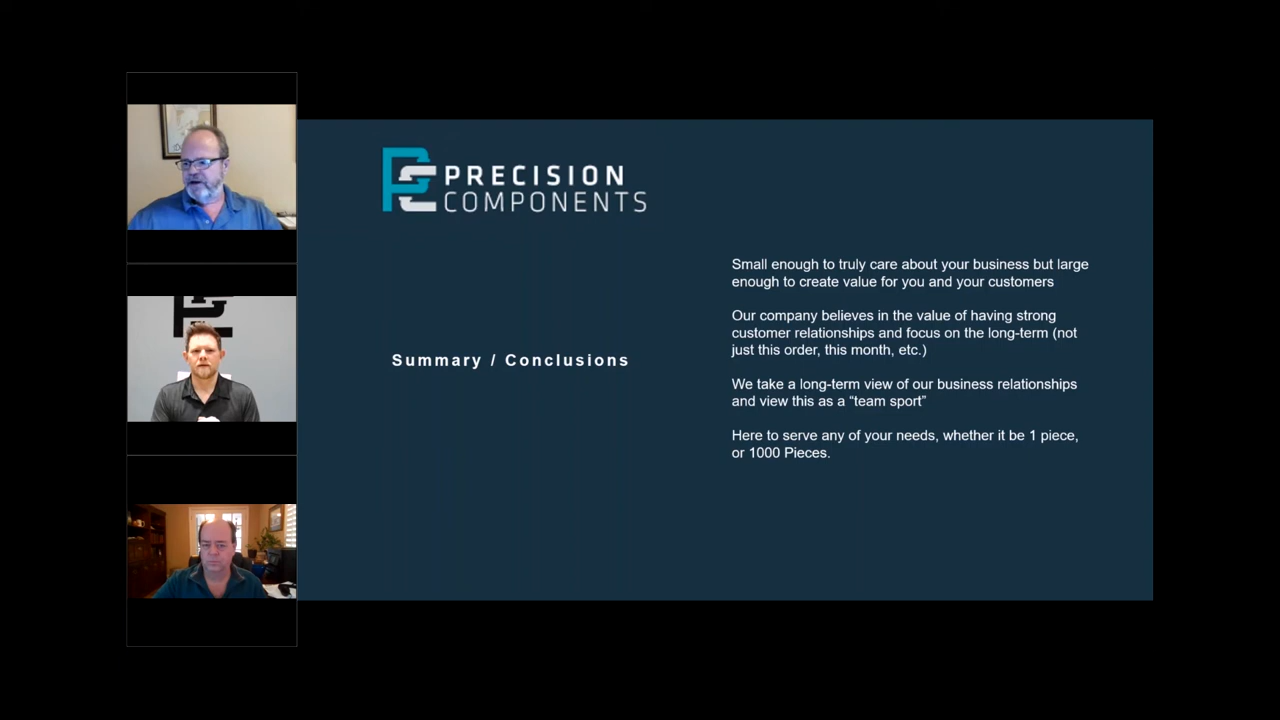 PRECISION
COMPONENTS
Summary / Conclusions
Small enough to truly care about your business but large
enough to create value for you and your customers
Our company believes in the value of having strong
customer relationships and focus on the long-term (not
just this order, this month, etc.)
We take a long-term view of our business relationships
and view this as a “team sport”
Here to serve any of your needs, whether it be 1 piece,
or 1000 Pieces.